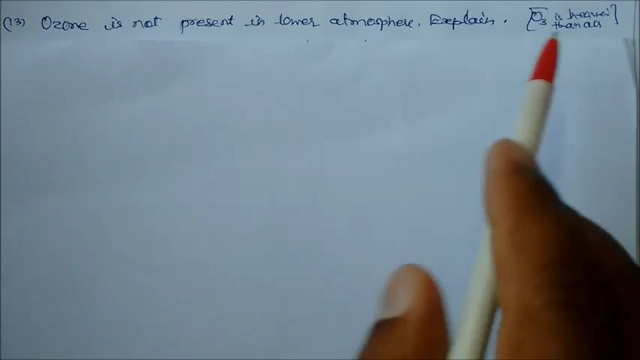 (13) Ozone is not present in lower atmosphere. Explain. [O3 is heavier
than air]